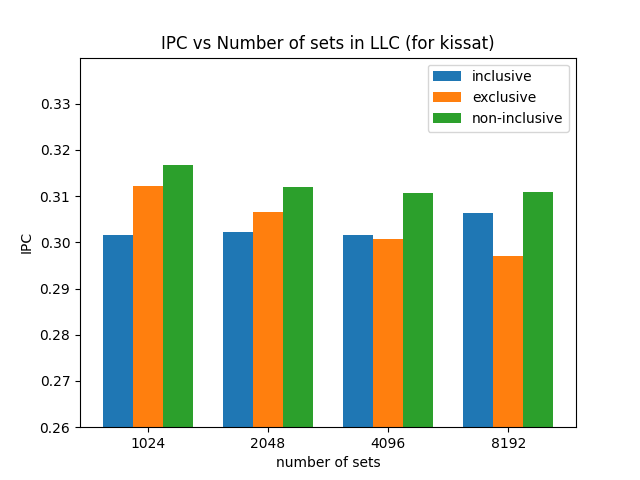 IPC vs Number of sets in LLC (for kissat)
inclusive
exclusive
non-inclusive
0.33
0.32
0.31
0.30
0.29
0.28
0.27
0.26
IPC
1024 2048 4096 8192
number of sets